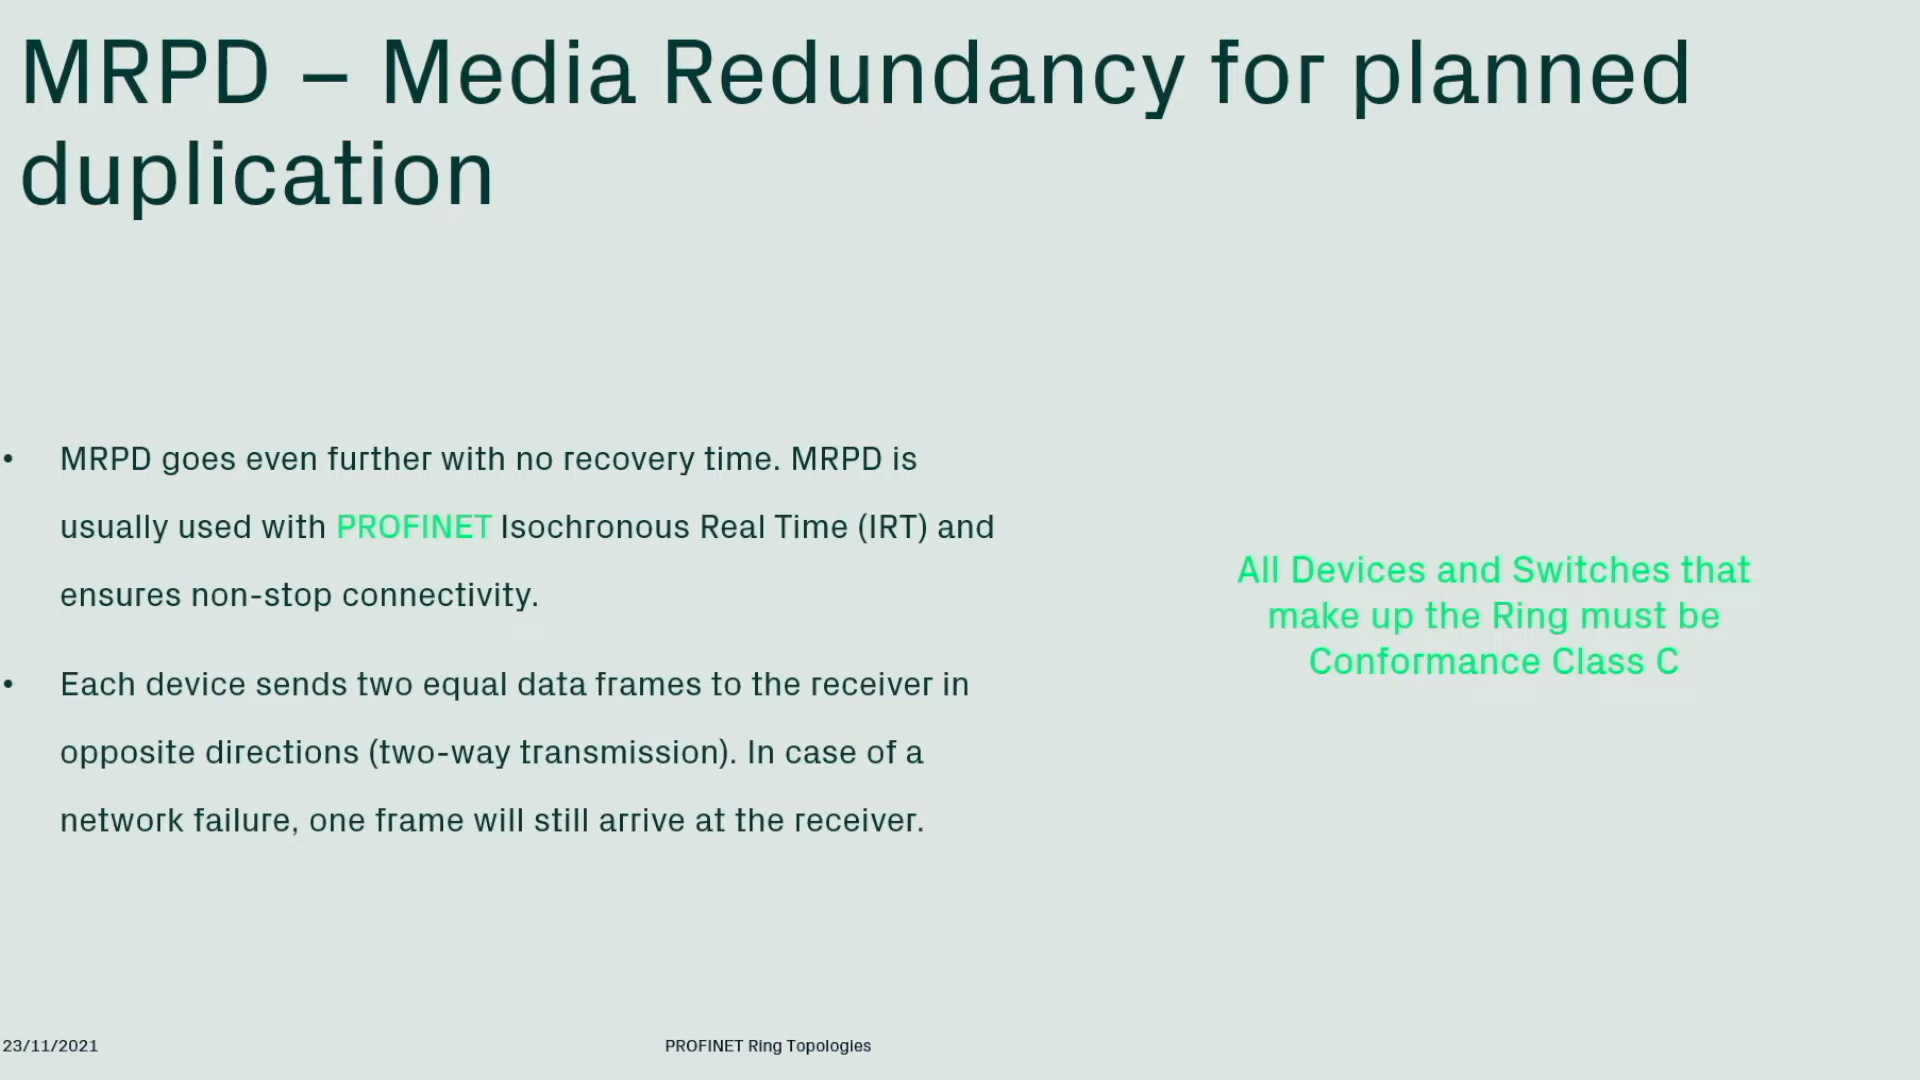 MRPD – Media Redundancy for planned
duplication
• MRPD goes even further with no recovery time. MRPD is
usually used with PROFINET Isochronous Real Time (IRT) and
ensures non-stop connectivity.
• Each device sends two equal data frames to the receiver in
opposite directions (two-way transmission). In case of a
network failure, one frame will still arrive at the receiver.
All Devices and Switches that
make up the Ring must be
Conformance Class C
23/11/2021
PROFINET Ring Topologies